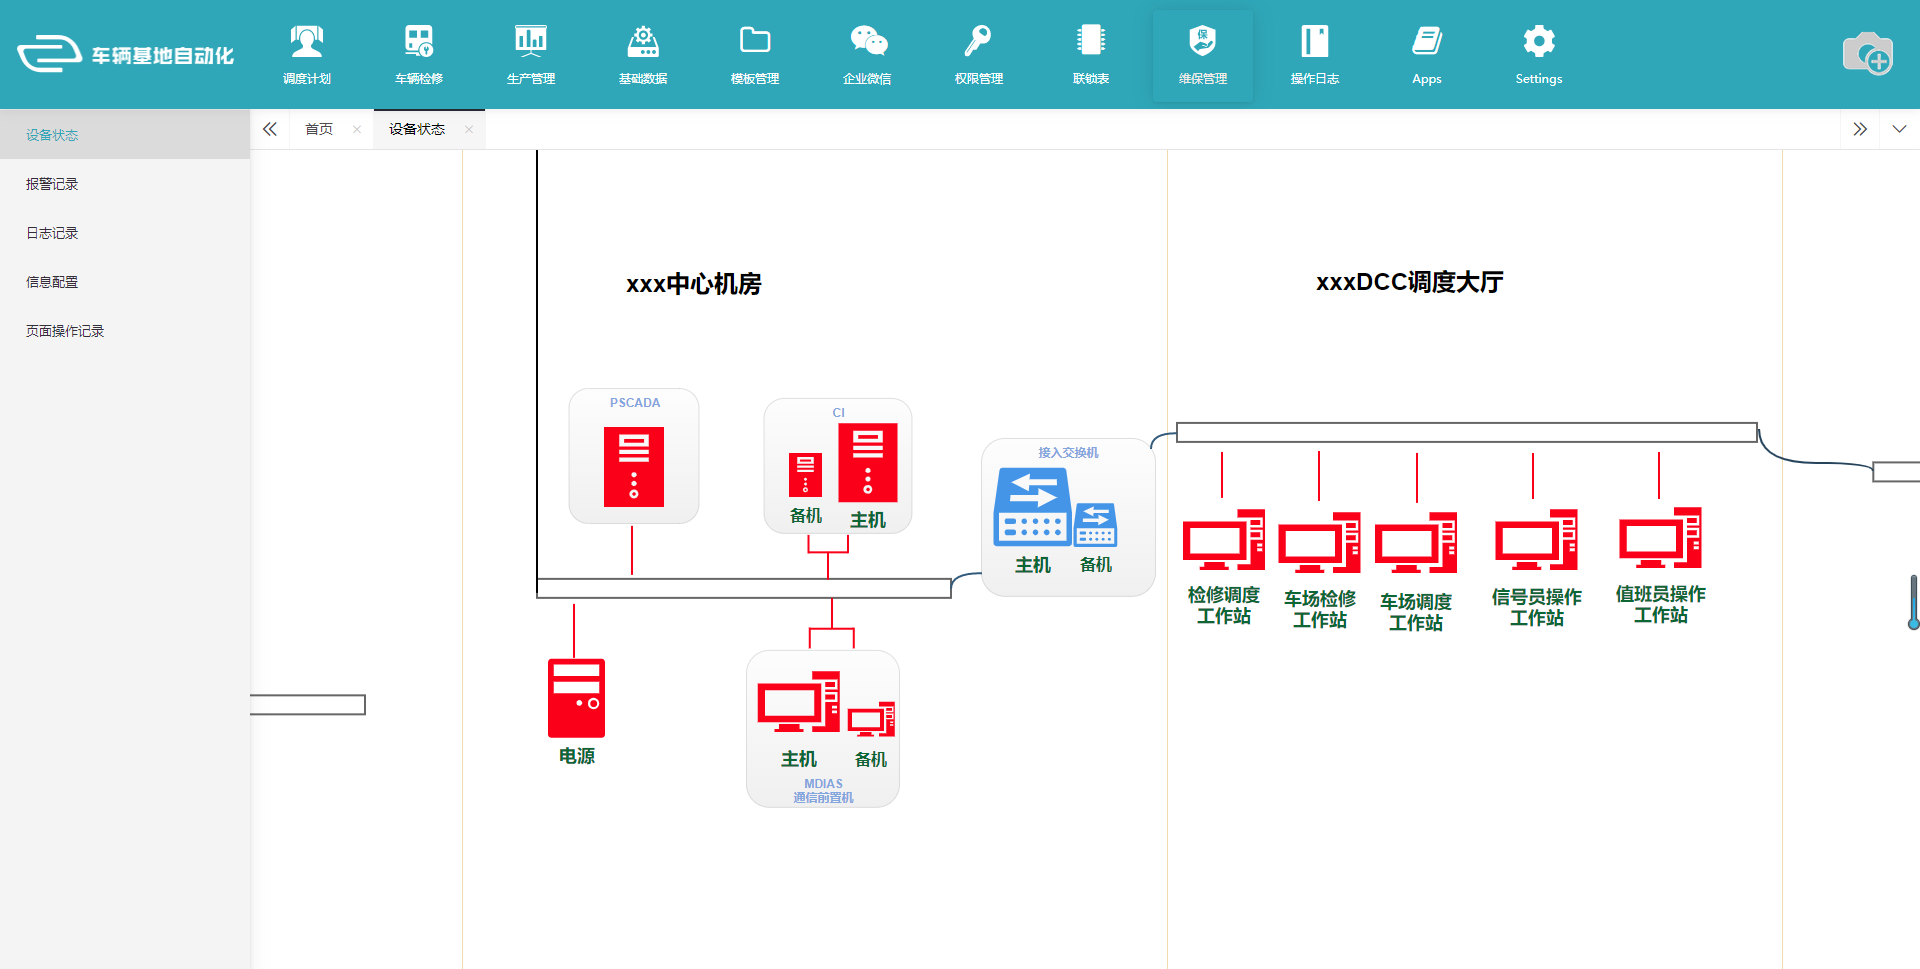 车辆基地自动化
调度计划
车辆检修
生产管理
基础数据
模板管理
企业微信
权限管理
联锁表
保
维保管理
操作日志
Apps
Settings
设备状态
报警记录
日志记录
信息配置
页面操作记录
首页
设备状态
xxx中心机房
xxxDCC调度大厅
PSCADA
CI
备机
主机
接入交换机
主机
备机
检修调度
工作站
车场检修
工作站
车场调度
工作站
信号员操作
工作站
值班员操作
工作站
电源
主机
备机
MDIAS
通信前置机